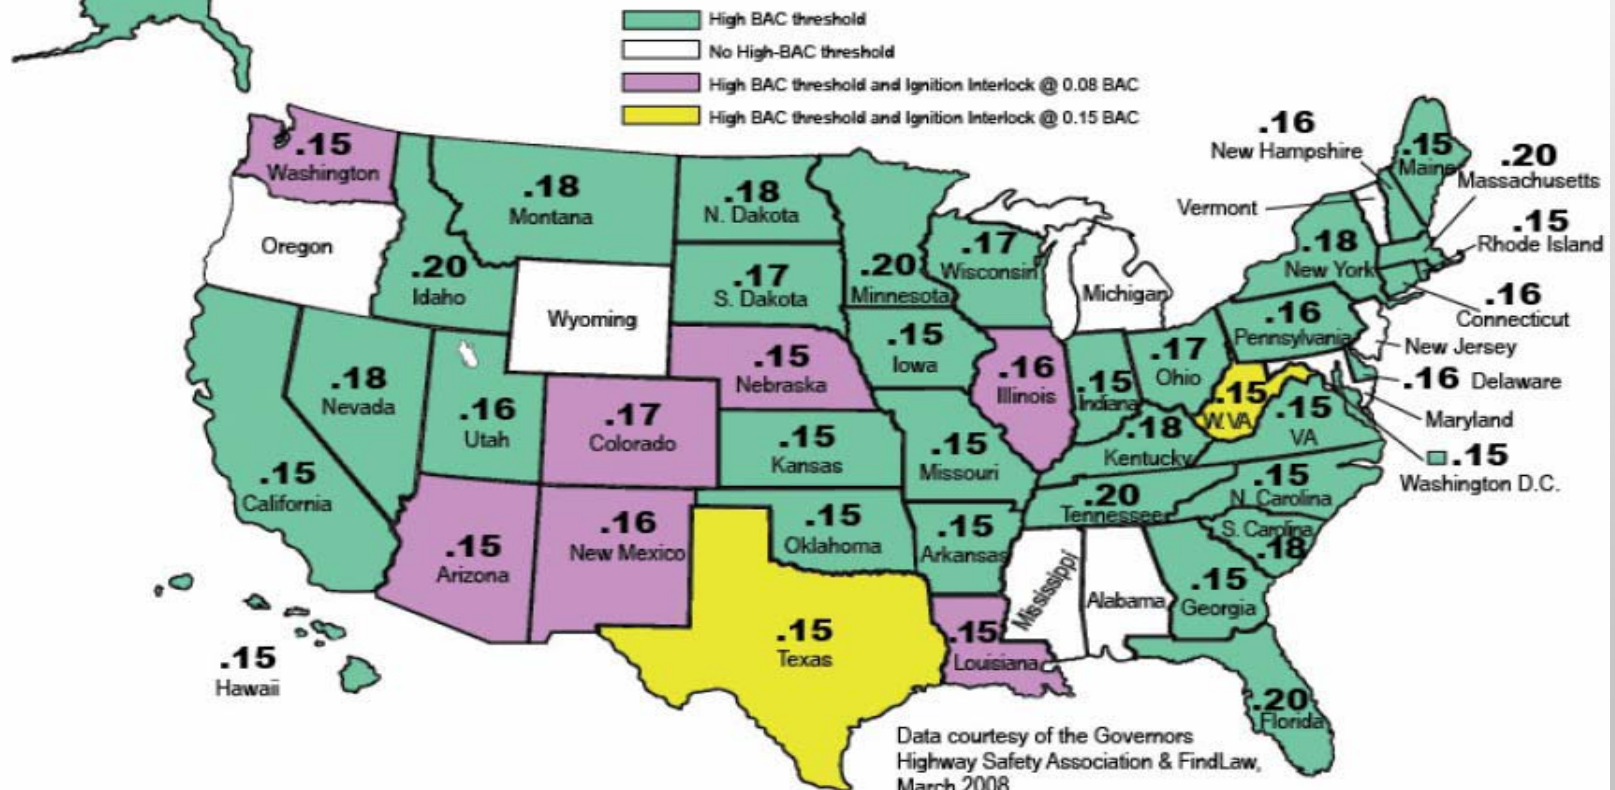 High BAC threshold
No High-BAC threshold
High BAC threshold and Ignition Interlock @ 0.08 BAC
High BAC threshold and Ignition Interlock @ 0.15 BAC
.15
Washington
Oregon
.15
California
.18
Nevada
.20
Idaho
.18
Montana
Wyoming
.16
Utah
.17
Colorado
.15
Arizona
.16
New Mexico
.18
N. Dakota
.17
S. Dakota
.15
Nebraska
.15
Kansas
.15
Oklahoma
.15
Texas
.20
Minnesota
.15
Iowa
.15
Missouri
.15
Arkansas
.15
Louisiana
.17
Wisconsin
.16
Illinois
Michigan
.15
Indiana
.17
Ohio
.18
Kentucky
.20
Tennessee
Mississippi
Alabama
.15
Georgia
.20
Florida
S. Carolina
.18
.15
N. Carolina
.15
VA
.15
W.VA
.16
Pennsylvania
.18
New York
Vermont
.16
New Hampshire
.15
Maine
.20
Massachusetts
.15
Rhode Island
.16
Connecticut
New Jersey
.16 Delaware
Maryland
.15
Washington D.C.
.15
Hawaii
Data courtesy of the Governors
Highway Safety Association & FindLaw,
March 2008